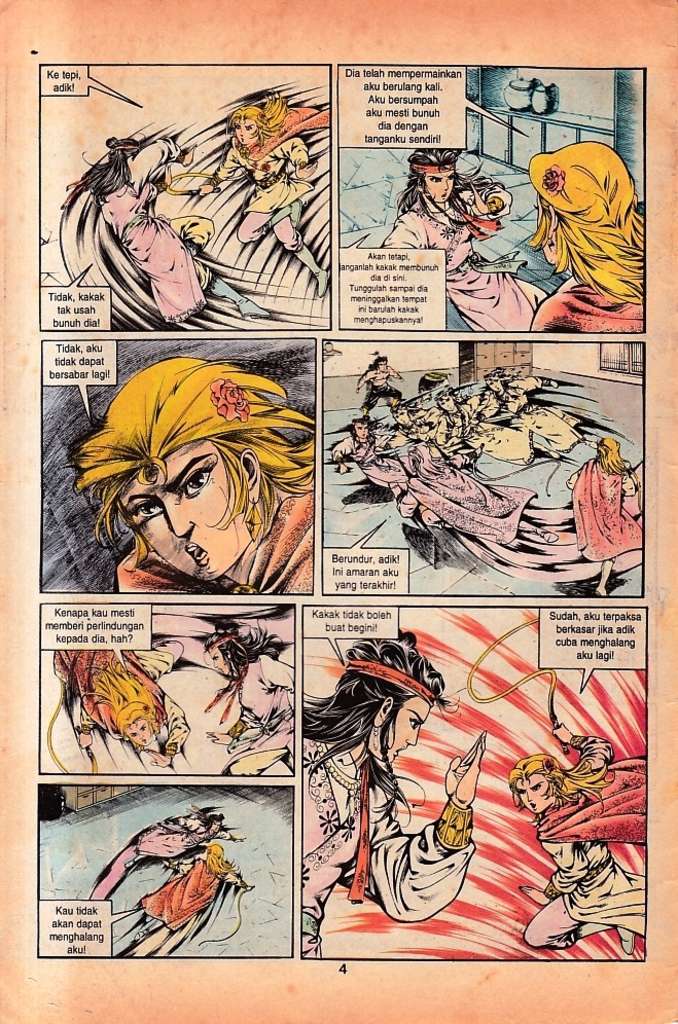 Ke tepi,
adik!
Tidak, kakak
tak usah
bunuh dia!
Dia telah mempermainkan
aku berulang kali.
Aku bersumpah
aku mesti bunuh
dia dengan
tanganku sendiri!
Akan tetapi,
janganlah kakak membunuh
dia di sini.
Tunggulah sampai dia
meninggalkan tempat
ini barulah kakak
menghapuskannya!
Tidak, aku
tidak dapat
bersabar lagi!
Berundur, adik!
Ini amaran aku
yang terakhir!
Kenapa kau mesti
memberi perlindungan
kepada dia, hah?
Kau tidak
akan dapat
menghalang
aku!
Kakak tidak boleh
buat begini!
Sudah, aku terpaksa
berkasar jika adik
cuba menghalang
aku lagi!
4